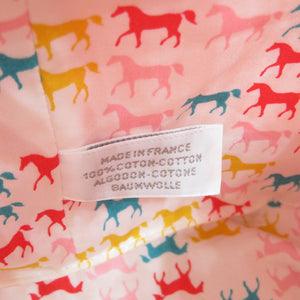 MADE IN FRANCE
100% COTON-COTTON
ALGODON-COTONE
BAUMWOLLE